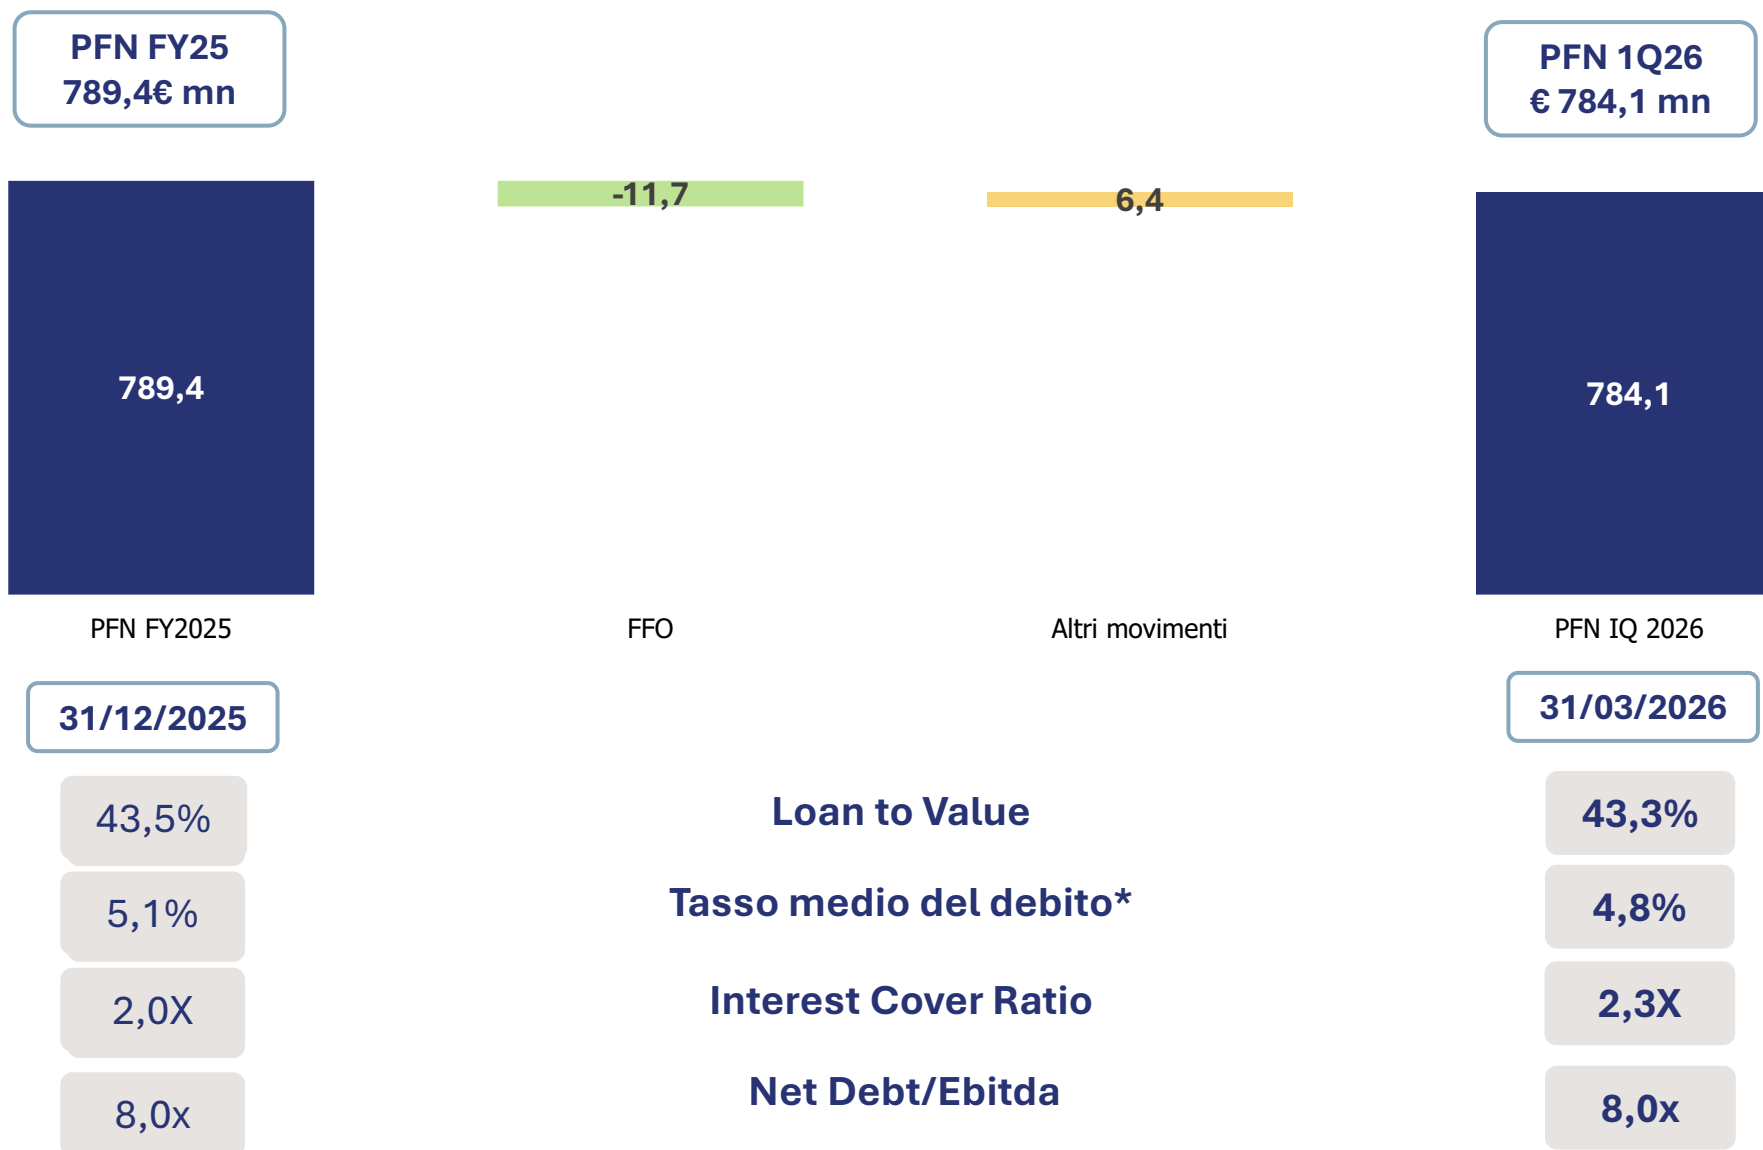 PFN FY25
789,4€ mn
PFN 1Q26
€ 784,1 mn
-11,7
6,4
789,4
784,1
PFN FY2025
FFO
Altri movimenti
PFN IQ 2026
31/12/2025
31/03/2026
43,5%
Loan to Value
43,3%
5,1%
Tasso medio del debito*
4,8%
2,0X
Interest Cover Ratio
2,3X
8,0x
Net Debt/Ebitda
8,0x